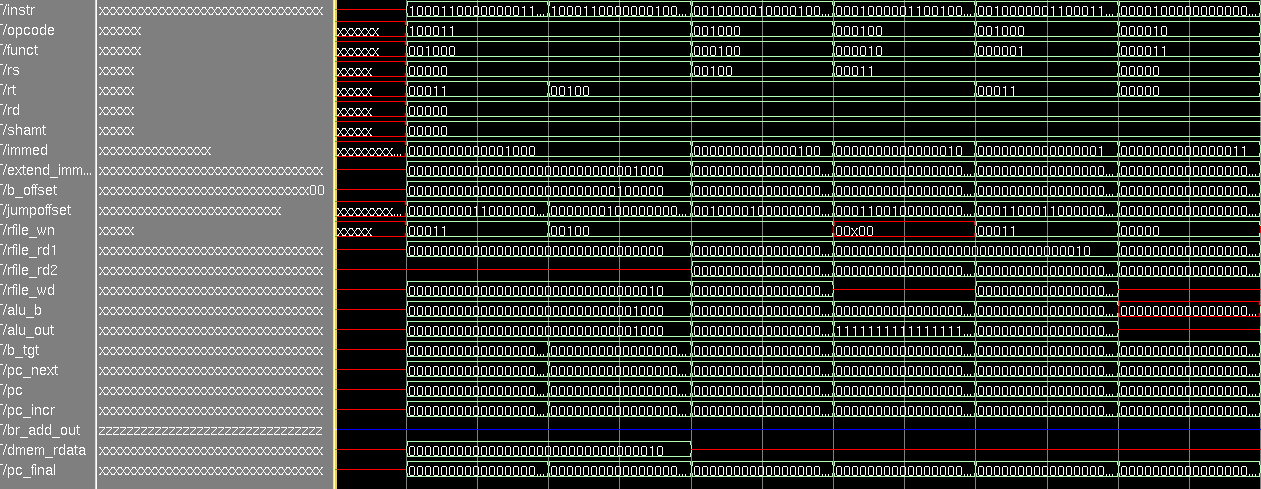 /instr xxxxxxxxxxxxxxxxxxxxxxxxxxxxxxxx 1000110000000011... 1000110000000100... 0010000010000100... 0001000001100100... 0010000001100011... 0000100000000000...
/opcode xxxxxx xxxxxx 100011 001000 000100 001000 000010
/funct xxxxxx xxxxxx 001000 000100 000010 000001 000011
/rs xxxxx xxxxx 00000 00100 00011 00000
/rt xxxxx xxxxx 00011 00100 00011 00000
/rd xxxxx xxxxx 00000
/shamt xxxxx xxxxx 00000
/immed xxxxxxxxxxxxxxxx xxxxxxxx... 0000000000001000 0000000000000100 0000000000000010 0000000000000001 0000000000000011
/extend_imm... xxxxxxxxxxxxxxxxxxxxxxxxxxxxxxxx 00000000000000000000000000001000 0000000000000000... 0000000000000000... 0000000000000000... 0000000000000000...
/b_offset xxxxxxxxxxxxxxxxxxxxxxxxxxxxxx00 00000000000000000000000000100000 0000000000000000... 0000000000000000... 0000000000000000... 0000000000000000...
/jumpoffset xxxxxxxxxxxxxxxxxxxxxxxxxx xxxxxxxx... 0000000011000000... 0000000100000000... 0010000100000000... 0001100100000000... 0001100011000000... 0000000000000000...
/rfile_wn xxxxx xxxxx 00011 00100 00x00 00011 00000
/rfile_rd1 xxxxxxxxxxxxxxxxxxxxxxxxxxxxxxxx 00000000000000000000000000000000 0000000000000000... 00000000000000000000000000000010 0000000000000000...
/rfile_rd2 xxxxxxxxxxxxxxxxxxxxxxxxxxxxxxxx 0000000000000000... 0000000000000000... 0000000000000000... 0000000000000000...
/rfile_wd xxxxxxxxxxxxxxxxxxxxxxxxxxxxxxxx 00000000000000000000000000000010 0000000000000000... 0000000000000000...
/alu_b xxxxxxxxxxxxxxxxxxxxxxxxxxxxxxxx 00000000000000000000000000001000 0000000000000000... 0000000000000000... 0000000000000000... 0000000000000000...
/alu_out xxxxxxxxxxxxxxxxxxxxxxxxxxxxxxxx 00000000000000000000000000001000 0000000000000000... 1111111111111111... 0000000000000000...
/b_tgt xxxxxxxxxxxxxxxxxxxxxxxxxxxxxxxx 0000000000000000... 0000000000000000... 0000000000000000... 0000000000000000... 0000000000000000... 0000000000000000...
/pc_next xxxxxxxxxxxxxxxxxxxxxxxxxxxxxxxx 0000000000000000... 0000000000000000... 0000000000000000... 0000000000000000... 0000000000000000... 0000000000000000...
/pc xxxxxxxxxxxxxxxxxxxxxxxxxxxxxxxx 0000000000000000... 0000000000000000... 0000000000000000... 0000000000000000... 0000000000000000... 0000000000000000...
/pc_incr xxxxxxxxxxxxxxxxxxxxxxxxxxxxxxxx 0000000000000000... 0000000000000000... 0000000000000000... 0000000000000000... 0000000000000000... 0000000000000000...
/br_add_out zzzzzzzzzzzzzzzzzzzzzzzzzzzzzzzz
/dmem_rdata xxxxxxxxxxxxxxxxxxxxxxxxxxxxxxxx 00000000000000000000000000000010
/pc_final xxxxxxxxxxxxxxxxxxxxxxxxxxxxxxxx 0000000000000000... 0000000000000000... 0000000000000000... 0000000000000000... 0000000000000000... 0000000000000000...